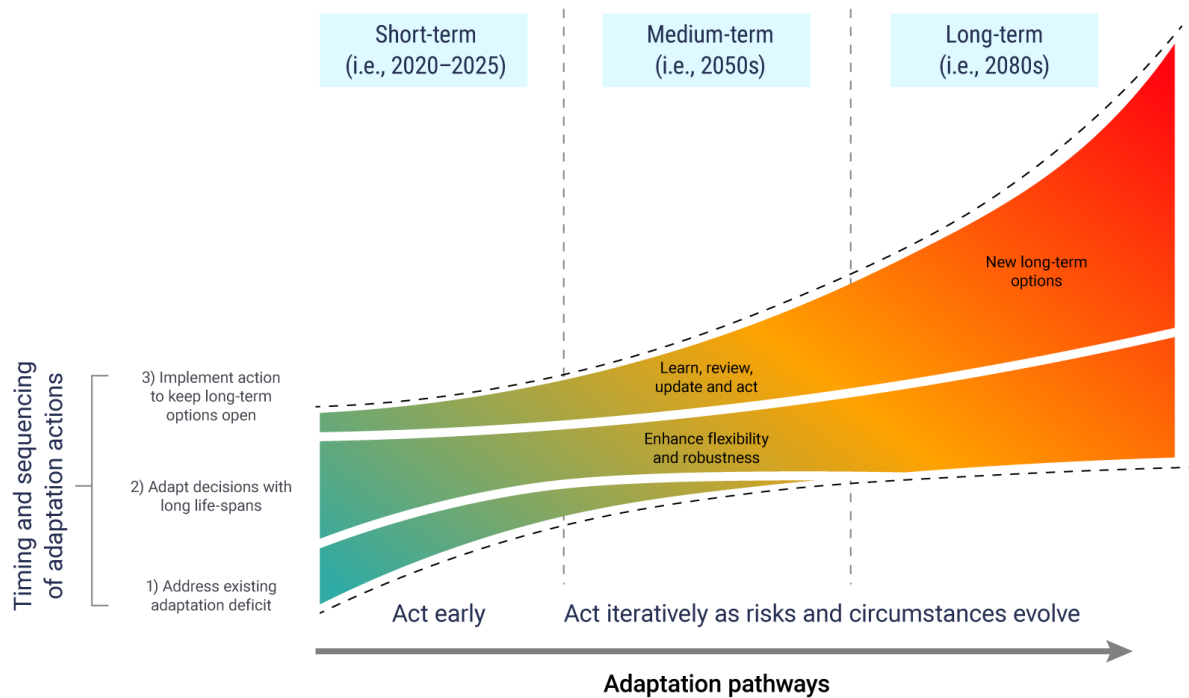 Short-term
(i.e., 2020–2025)
Medium-term
(i.e., 2050s)
Long-term
(i.e., 2080s)
New long-term
options
Learn, review,
update and act
Enhance flexibility
and robustness
Timing and sequencing
of adaptation actions
3) Implement action
to keep long-term
options open
2) Adapt decisions with
long life-spans
1) Address existing
adaptation deficit
Act early
Act iteratively as risks and circumstances evolve
Adaptation pathways